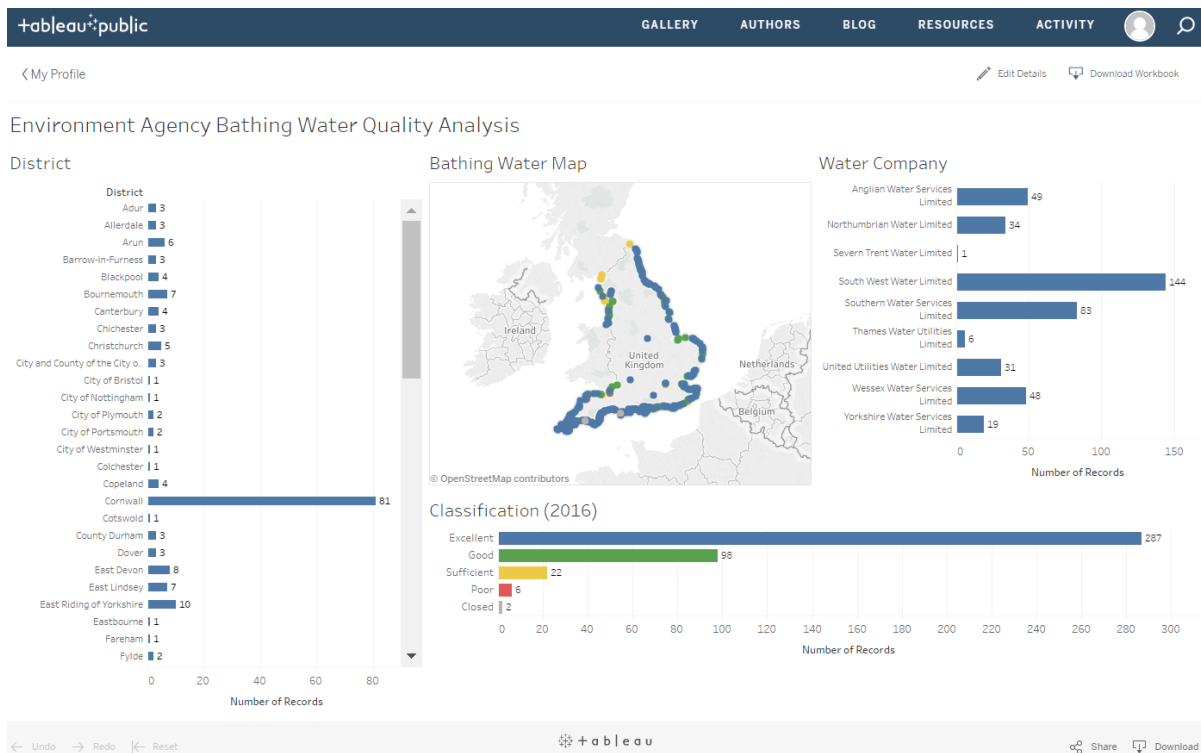 +ableau public
GALLERY
AUTHORS
BLOG
RESOURCES
ACTIVITY
My Profile
Edit Details
Download Workbook
Environment Agency Bathing Water Quality Analysis
District
District
Adur 3
Allerdale 3
Arun 6
Barrow-in-Furness 3
Blackpool 4
Bournemouth 7
Canterbury 4
Chichester 3
Christchurch 5
City and County of the City o.. 3
City of Bristol 1
City of Nottingham 1
City of Plymouth 2
City of Portsmouth 2
City of Westminster 1
Colchester 1
Copeland 4
Cornwall 81
Cotswold 1
County Durham 3
Dover 3
East Devon 8
East Lindsey 7
East Riding of Yorkshire 10
Eastbourne 1
Fareham 1
Fylde 2
0 20 40 60 80
Number of Records
Bathing Water Map
Ireland
United
Kingdom
Netherlands
Belgium
© OpenStreetMap contributors
Water Company
Anglian Water Services
Limited
49
Northumbrian Water Limited 34
Severn Trent Water Limited 1
South West Water Limited 144
Southern Water Services
Limited
83
Thames Water Utilities
Limited
6
United Utilities Water Limited 31
Wessex Water Services
Limited
48
Yorkshire Water Services
Limited
19
0 50 100 150
Number of Records
Classification (2016)
Excellent 287
Good 98
Sufficient 22
Poor 6
Closed 2
0 20 40 60 80 100 120 140 160 180 200 220 240 260 280 300
Number of Records
Undo
Redo
Reset
+ableau
Share
Download